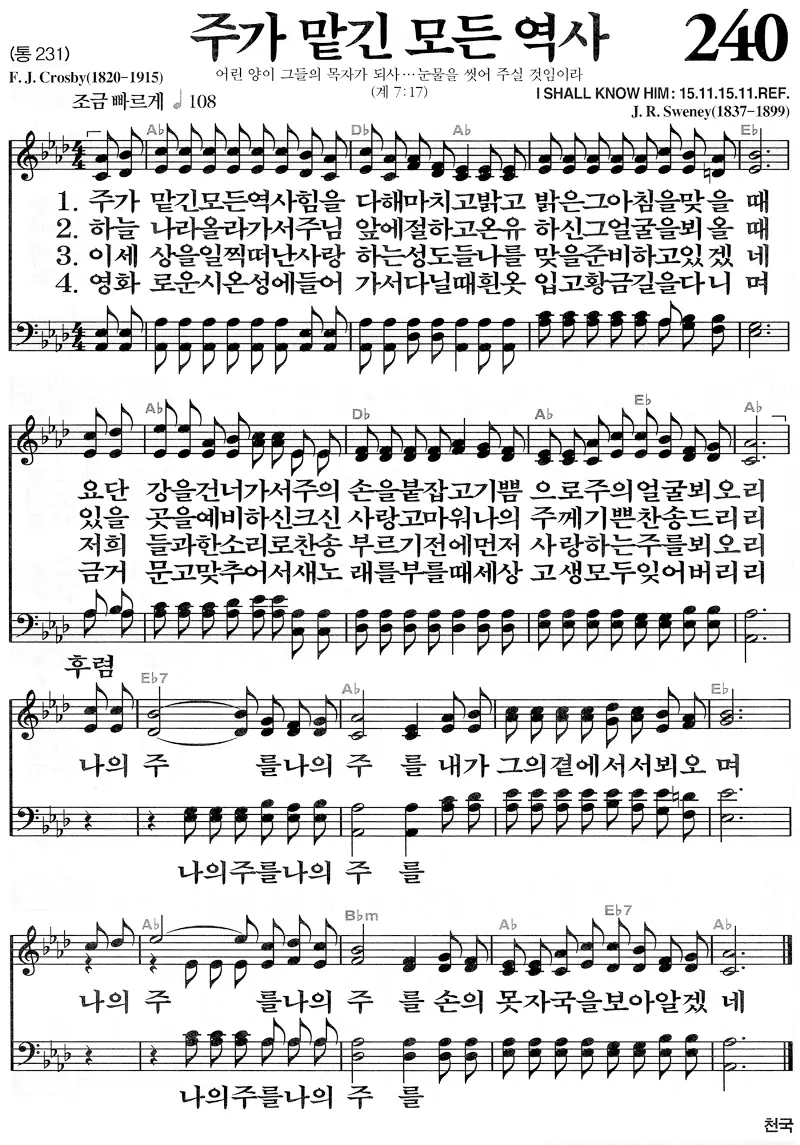 (통 231)
주가 맡긴 모든 역사
240
F. J. Crosby(1820-1915)
어린 양이 그들의 목자가 되사…눈물을 씻어 주실 것임이라
(계 7:17)
I SHALL KNOW HIM : 15.11.15.11.REF.
조금 빠르게 ♩108
J. R. Sweney(1837-1899)
A♭ D♭ A♭ E♭
1. 주가 맡긴모든역사힘을 다해마치고밝고 밝은그아침을맞을 때
2. 하늘 나라올라가서주님 앞에절하고온유 하신그얼굴을뵈올 때
3. 이세 상을일찍떠난사랑 하는성도들나를 맞을준비하고있겠 네
4. 영화 로운시온성에들어 가서다닐때흰옷 입고황금길을다니 며
A♭ D♭ A♭ E♭ A♭
요단 강을건너가서주의 손을붙잡고기쁨 으로주의얼굴뵈오 리
있을 곳을예비하신크신 사랑고마워나의 주께기쁜찬송드리 리
저희 들과한소리로찬송 부르기전에먼저 사랑하는주를뵈오 리
금거 문고맞추어서새노 래를부를때세상 고생모두잊어버리 리
후렴
E♭7 A♭ E♭
나의 주 를나의 주 를 내가 그의곁에서서뵈오 며
나의주를나의 주 를
A♭ B♭m A♭ E♭7 A♭
나의 주 를나의 주 를 손의 못자국을보아알겠 네
나의주를나의 주 를
천국